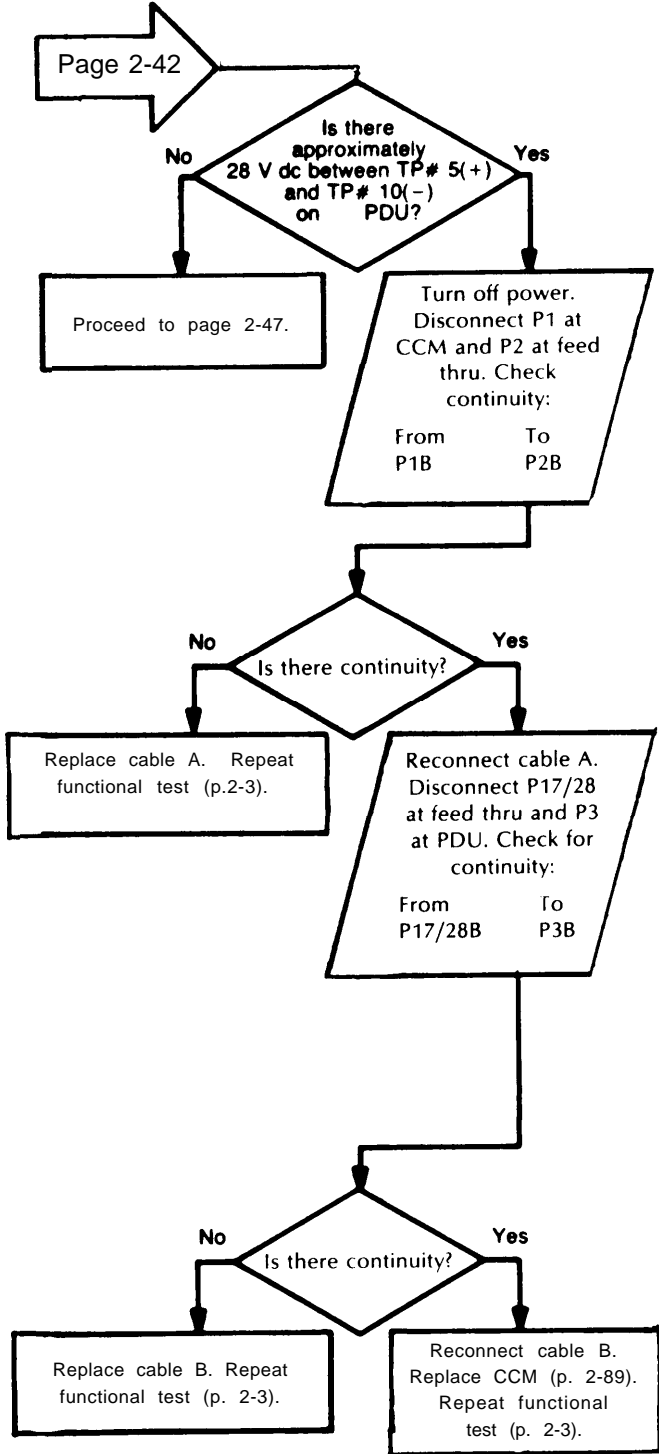 Page 2-42
Is there
approximately
28 V dc between TP# 5(+)
and TP# 10(-)
on PDU?
No
Yes
Proceed to page 2-47.
Turn off power.
Disconnect P1 at
CCM and P2 at feed
thru. Check
continuity:
From To
P1B P2B
Is there continuity?
No
Yes
Replace cable A. Repeat
functional test (p.2-3).
Reconnect cable A.
Disconnect P17/28
at feed thru and P3
at PDU. Check for
continuity:
From To
P17/28B P3B
Is there continuity?
No
Yes
Replace cable B. Repeat
functional test (p. 2-3).
Reconnect cable B.
Replace CCM (p. 2-89).
Repeat functional
test (p. 2-3).